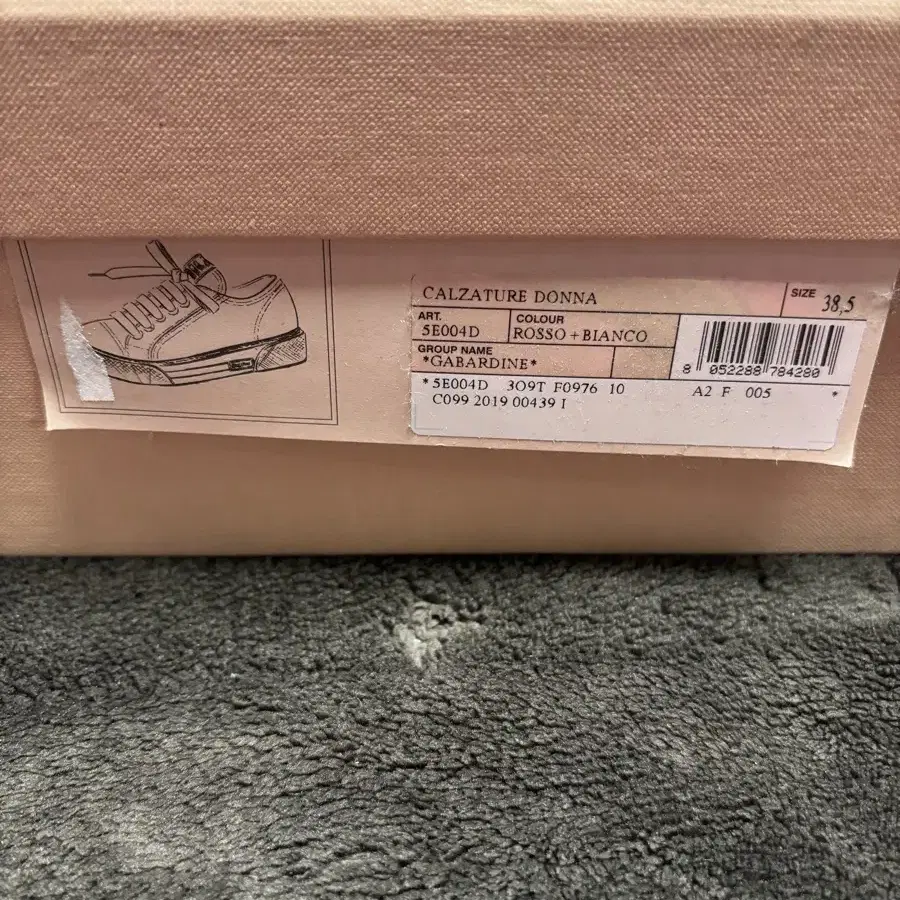 CALZATURE DONNA
SIZE 38,5
ART.
5E004D
COLOUR
ROSSO + BIANCO
GROUP NAME
*GABARDINE*
8 052288 784280
* 5E004D 3O9T F0976 10 A2 F 005 *
C099 2019 00439 I